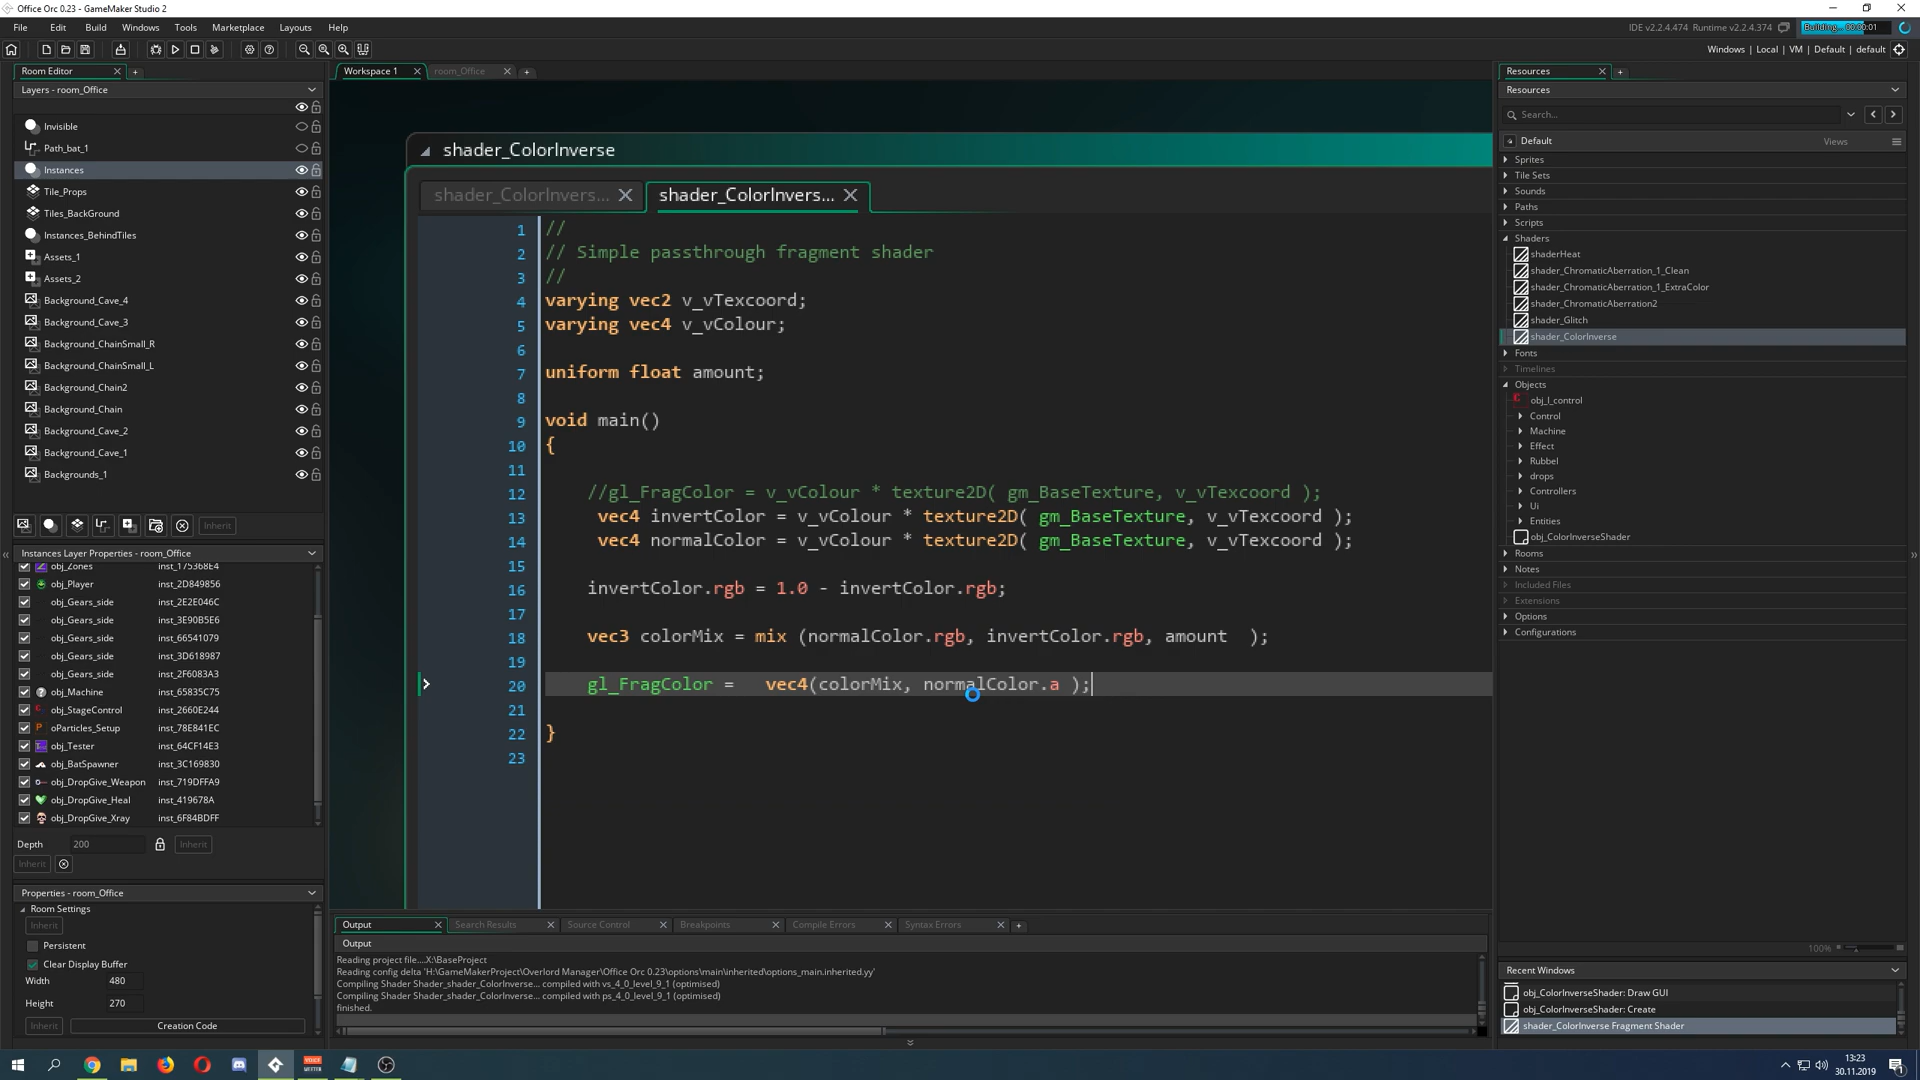 Office Orc 0.23 - GameMaker Studio 2
File Edit Build Windows Tools Marketplace Layouts Help
IDE v2.2.4.474 Runtime v2.2.4.374
Building... 00:00:01
Windows | Local | VM | Default | default
Room Editor
Layers - room_Office
Invisible
Path_bat_1
Instances
Tile_Props
Tiles_BackGround
Instances_BehindTiles
Assets_1
Assets_2
Background_Cave_4
Background_Cave_3
Background_ChainSmall_R
Background_ChainSmall_L
Background_Chain2
Background_Chain
Background_Cave_2
Background_Cave_1
Backgrounds_1
Inherit
Instances Layer Properties - room_Office
obj_Zones inst_175368E4
obj_Player inst_2D849856
obj_Gears_side inst_2E2E046C
obj_Gears_side inst_3E90B5E6
obj_Gears_side inst_66541079
obj_Gears_side inst_3D618987
obj_Gears_side inst_2F6083A3
obj_Machine inst_65835C75
obj_StageControl inst_2660E244
oParticles_Setup inst_78E841EC
obj_Tester inst_64CF14E3
obj_BatSpawner inst_3C169830
obj_DropGive_Weapon inst_719DFFA9
obj_DropGive_Heal inst_419678A
obj_DropGive_Xray inst_6F84BDFF
Depth 200 Inherit
Inherit
Properties - room_Office
Room Settings
Inherit
Persistent
Clear Display Buffer
Width 480
Height 270
Inherit Creation Code
Workspace 1 room_Office
shader_ColorInverse
shader_ColorInvers... shader_ColorInvers...
1 //
2 // Simple passthrough fragment shader
3 //
4 varying vec2 v_vTexcoord;
5 varying vec4 v_vColour;
6
7 uniform float amount;
8
9 void main()
10 {
11
12 //gl_FragColor = v_vColour * texture2D( gm_BaseTexture, v_vTexcoord );
13 vec4 invertColor = v_vColour * texture2D( gm_BaseTexture, v_vTexcoord );
14 vec4 normalColor = v_vColour * texture2D( gm_BaseTexture, v_vTexcoord );
15
16 invertColor.rgb = 1.0 - invertColor.rgb;
17
18 vec3 colorMix = mix (normalColor.rgb, invertColor.rgb, amount );
19
20 gl_FragColor = vec4(colorMix, normalColor.a );
21
22 }
23
Output Search Results Source Control Breakpoints Compile Errors Syntax Errors
Output
Reading project file....X:\BaseProject
Reading config delta 'H:\GameMakerProject\Overlord Manager\Office Orc 0.23\options\main\inherited\options_main.inherited.yy'
Compiling Shader Shader_shader_ColorInverse... compiled with vs_4_0_level_9_1 (optimised)
Compiling Shader Shader_shader_ColorInverse... compiled with ps_4_0_level_9_1 (optimised)
finished.
Resources
Resources
Search...
Default Views
Sprites
Tile Sets
Sounds
Paths
Scripts
Shaders
shaderHeat
shader_ChromaticAberration_1_Clean
shader_ChromaticAberration_1_ExtraColor
shader_ChromaticAberration2
shader_Glitch
shader_ColorInverse
Fonts
Timelines
Objects
obj_l_control
Control
Machine
Effect
Rubbel
drops
Controllers
Ui
Entities
obj_ColorInverseShader
Rooms
Notes
Included Files
Extensions
Options
Configurations
100%
Recent Windows
obj_ColorInverseShader: Draw GUI
obj_ColorInverseShader: Create
shader_ColorInverse Fragment Shader
13:23
30.11.2019